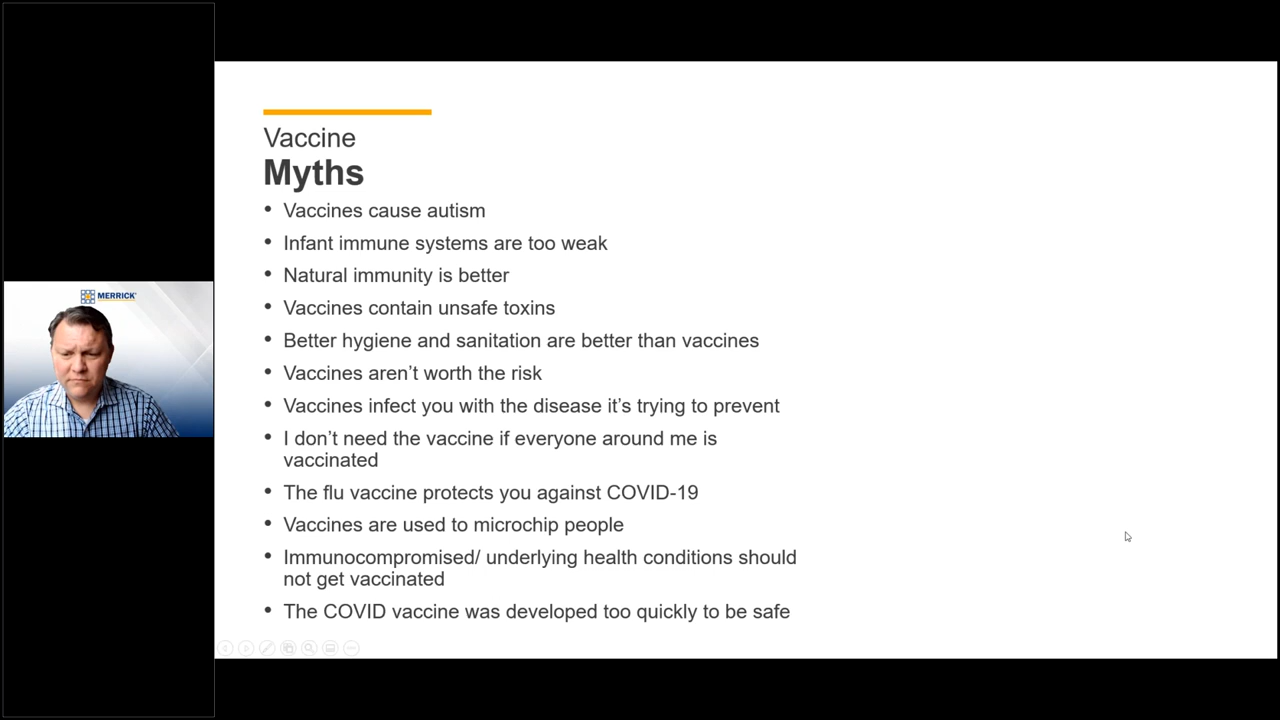 MERRICK
Vaccine
Myths
• Vaccines cause autism
• Infant immune systems are too weak
• Natural immunity is better
• Vaccines contain unsafe toxins
• Better hygiene and sanitation are better than vaccines
• Vaccines aren’t worth the risk
• Vaccines infect you with the disease it’s trying to prevent
• I don’t need the vaccine if everyone around me is
vaccinated
• The flu vaccine protects you against COVID-19
• Vaccines are used to microchip people
• Immunocompromised/ underlying health conditions should
not get vaccinated
• The COVID vaccine was developed too quickly to be safe